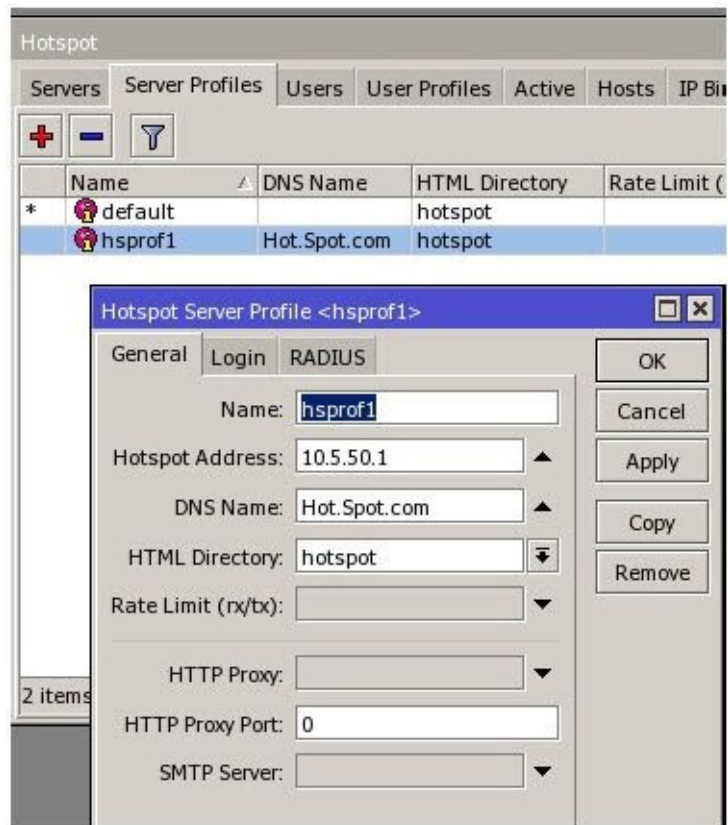 Hotspot
Servers Server Profiles Users User Profiles Active Hosts IP Bi
Name DNS Name HTML Directory Rate Limit (
* default hotspot
hsprof1 Hot.Spot.com hotspot
Hotspot Server Profile <hsprof1>
General Login RADIUS OK
Name: hsprof1 Cancel
Hotspot Address: 10.5.50.1 Apply
DNS Name: Hot.Spot.com Copy
HTML Directory: hotspot Remove
Rate Limit (rx/tx):
HTTP Proxy:
2 items
HTTP Proxy Port: 0
SMTP Server: